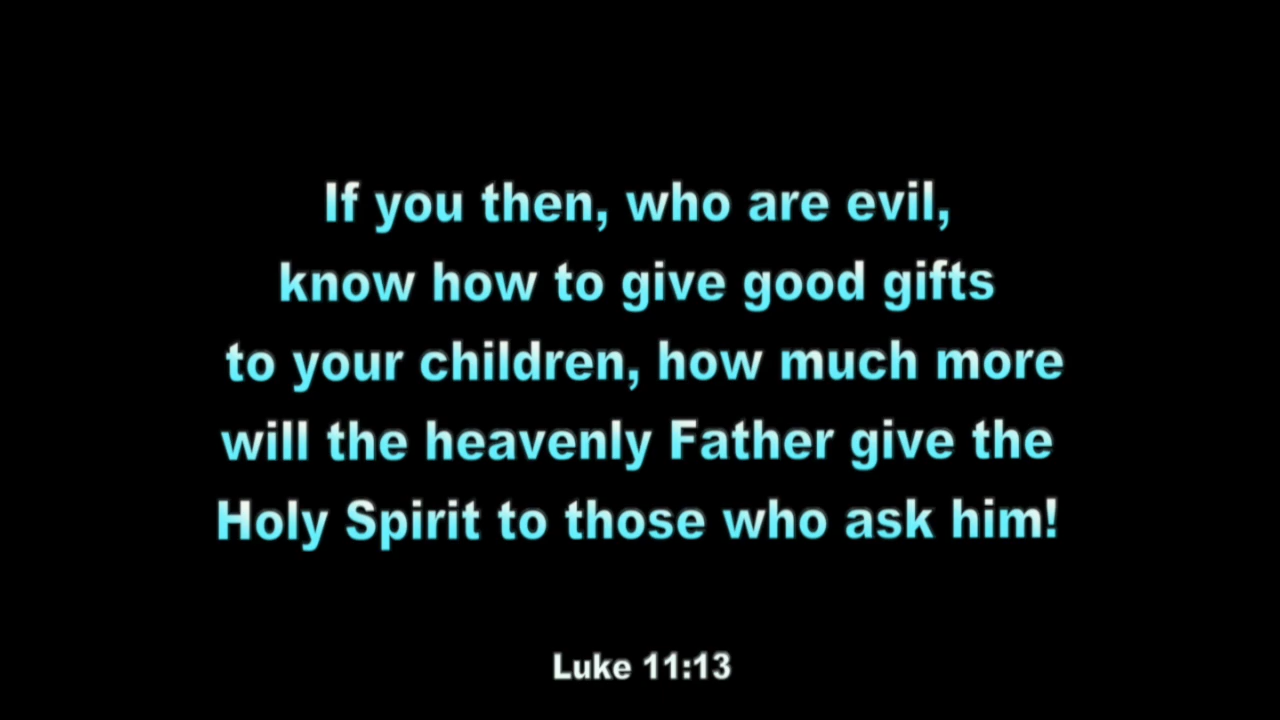 If you then, who are evil,
know how to give good gifts
to your children, how much more
will the heavenly Father give the
Holy Spirit to those who ask him!
Luke 11:13